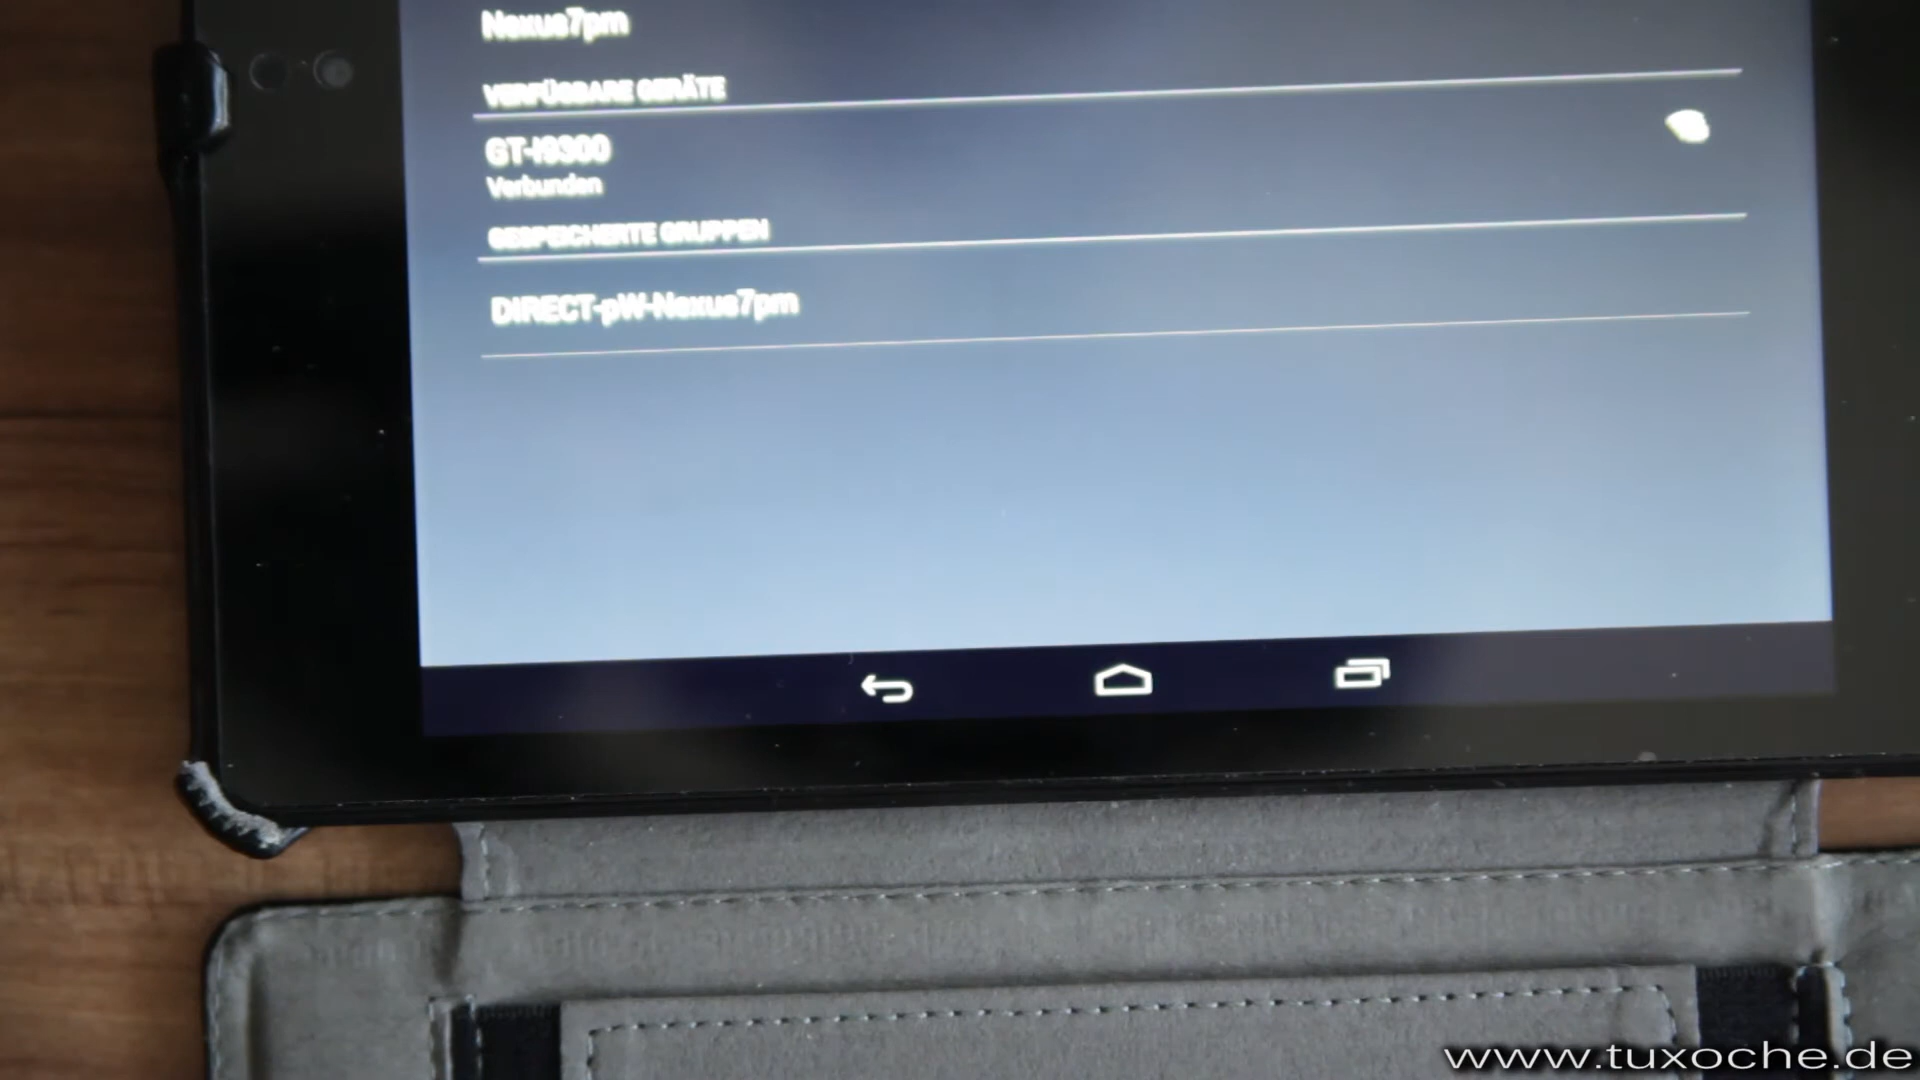 Nexus7pm
VERFÜGBARE GERÄTE
GT-I9300
Verbunden
GESPEICHERTE GRUPPEN
DIRECT-pW-Nexus7pm
www.tuxoche.de